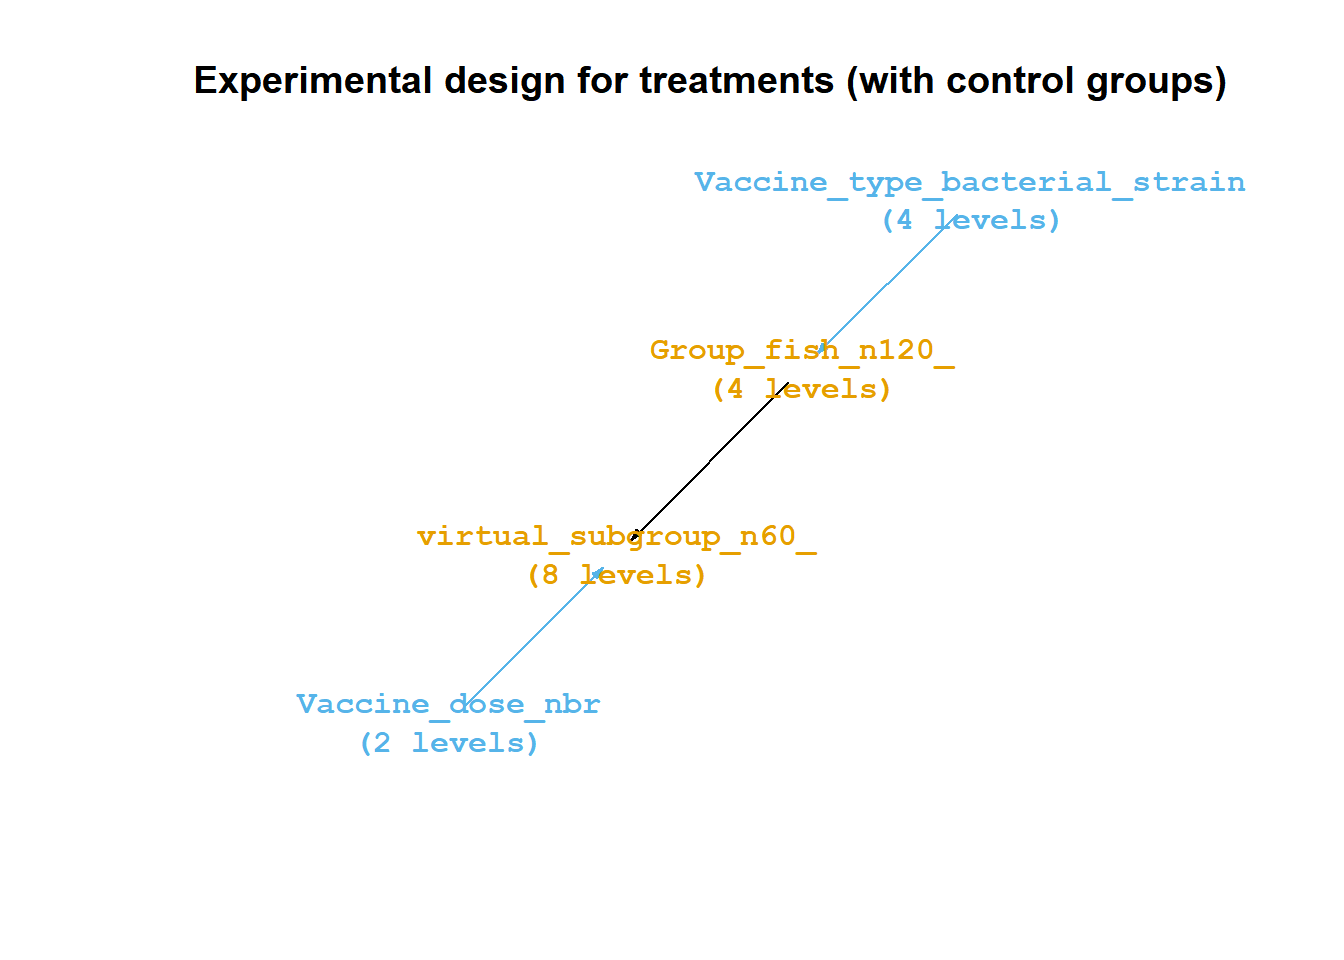 Experimental design for treatments (with control groups)
Vaccine_type_bacterial_strain
(4 levels)
Group_fish_n120_
(4 levels)
virtual_subgroup_n60_
(8 levels)
Vaccine_dose_nbr
(2 levels)